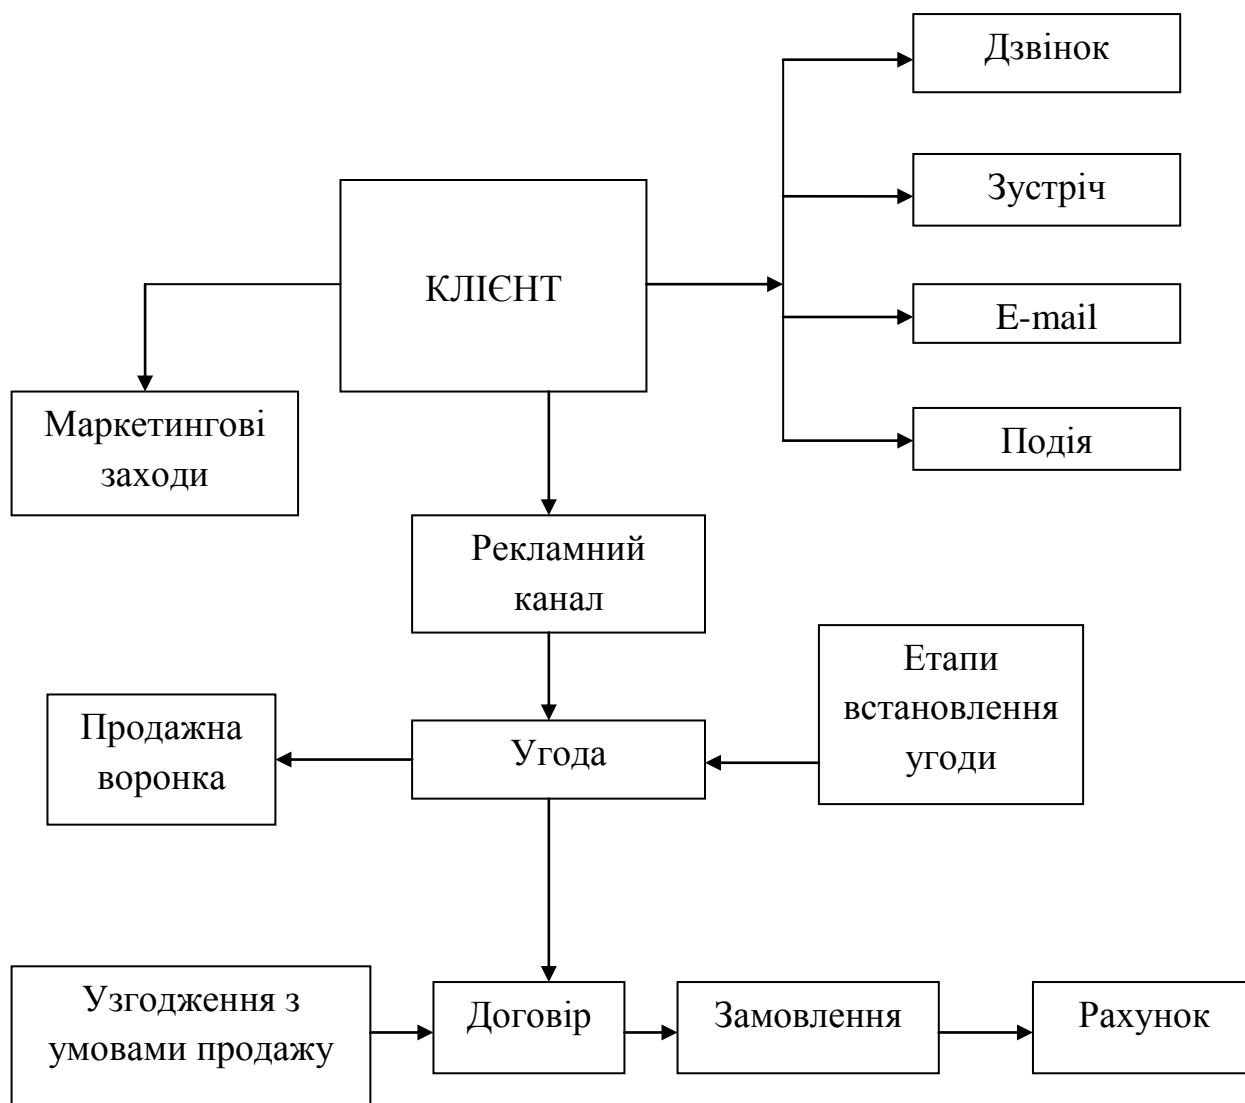 Дзвінок
Зустріч
КЛІЄНТ
E-mail
Маркетингові
заходи
Подія
Рекламний
канал
Етапи
встановлення
угоди
Продажна
воронка
Угода
Узгодження з
умовами продажу
Договір
Замовлення
Рахунок